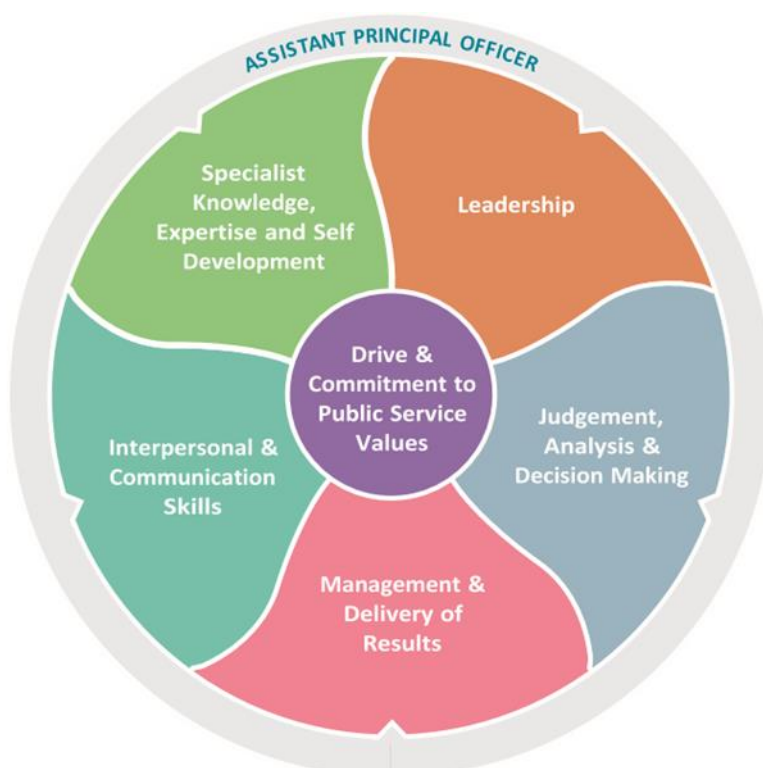 ASSISTANT PRINCIPAL OFFICER
Specialist
Knowledge,
Expertise and Self
Development
Leadership
Drive &
Commitment to
Public Service
Values
Judgement,
Analysis &
Decision Making
Interpersonal &
Communication
Skills
Management &
Delivery of
Results